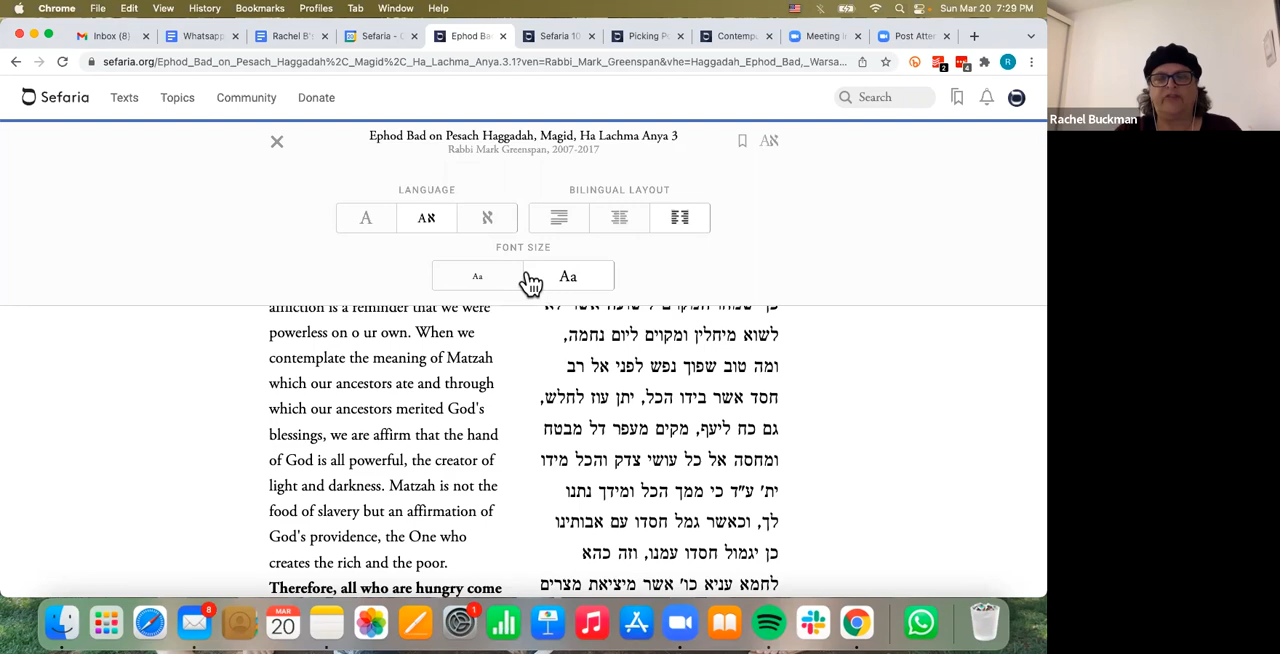 Chrome File Edit View History Bookmarks Profiles Tab Window Help Sun Mar 20 7:29 PM
Inbox (8) Whatsapp Rachel B's Sefaria - Ephod Ba Sefaria 10 Picking P Contempu Meeting I Post Atter
sefaria.org/Ephod_Bad_on_Pesach_Haggadah%2C_Magid%2C_Ha_Lachma_Anya.3.1?ven=Rabbi_Mark_Greenspan&vhe=Haggadah_Ephod_Bad,_Warsa...
2
4
R
Sefaria Texts Topics Community Donate Search
Ephod Bad on Pesach Haggadah, Magid, Ha Lachma Anya 3
Rabbi Mark Greenspan, 2007-2017
Aא
LANGUAGE
A
Aא
א
BILINGUAL LAYOUT
FONT SIZE
Aa
Aa
affliction is a reminder that we were
powerless on o ur own. When we
contemplate the meaning of Matzah
which our ancestors ate and through
which our ancestors merited God's
blessings, we are affirm that the hand
of God is all powerful, the creator of
light and darkness. Matzah is not the
food of slavery but an affirmation of
God's providence, the One who
creates the rich and the poor.
Therefore, all who are hungry come
לשוא מיחלין ומקוים ליום נחמה,
ומה טוב שפוך נפש לפני אל רב
חסד אשר בידו הכל, יתן עוז לחלש,
גם כח ליעף, מקים מעפר דל מבטח
ומחסה אל כל עושי צדק והכל מידו
ית' ע"ד כי ממך הכל ומידך נתנו
לך, וכאשר גמל חסדו עם אבותינו
כן יגמול חסדו עמנו, וזה כהא
לחמא עניא כו' אשר מיציאת מצרים
Rachel Buckman
8
MAR
20
1